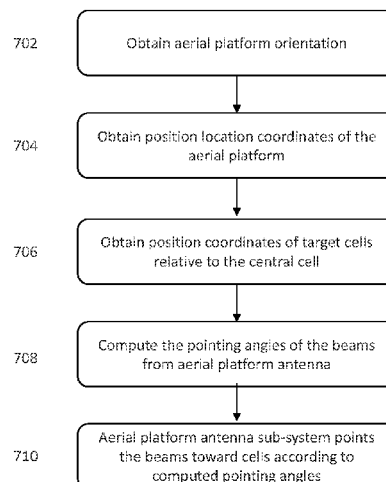 702
Obtain aerial platform orientation
704
Obtain position location coordinates of the
aerial platform
706
Obtain position coordinates of target cells
relative to the central cell
708
Compute the pointing angles of the beams
from aerial platform antenna
710
Aerial platform antenna sub-system points
the beams toward cells according to
computed pointing angles